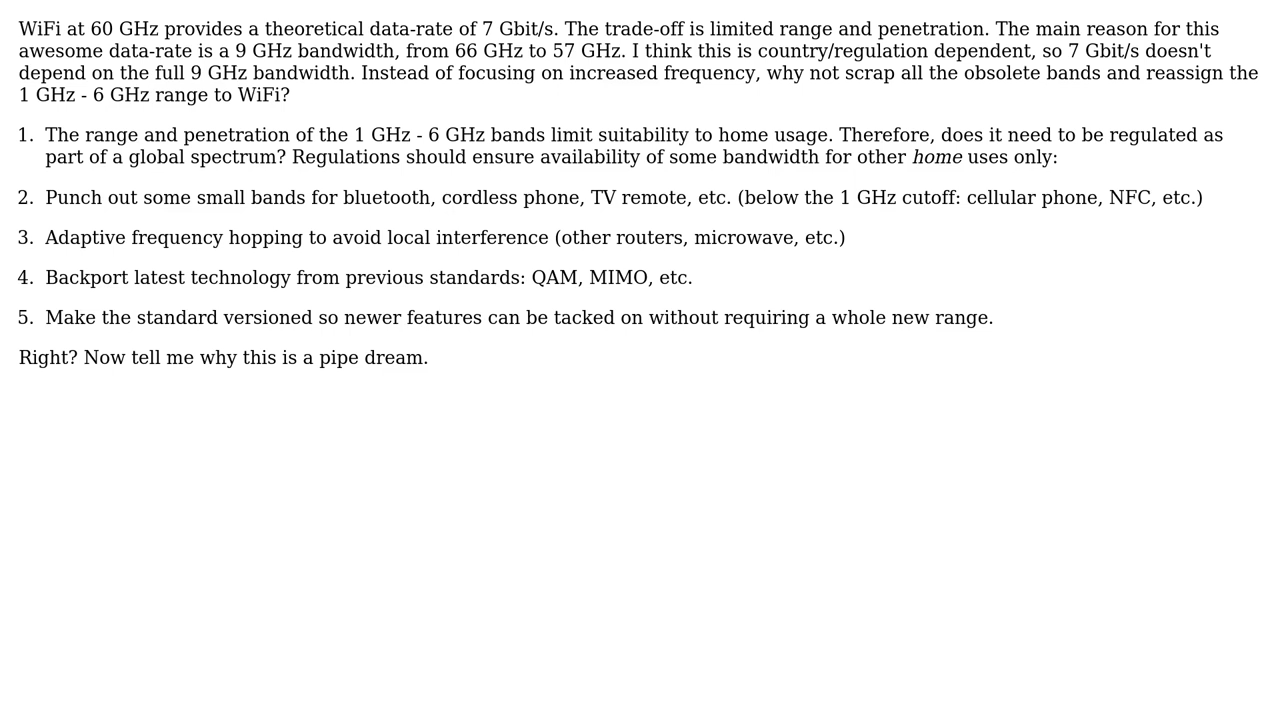 WiFi at 60 GHz provides a theoretical data-rate of 7 Gbit/s. The trade-off is limited range and penetration. The main reason for this
awesome data-rate is a 9 GHz bandwidth, from 66 GHz to 57 GHz. I think this is country/regulation dependent, so 7 Gbit/s doesn't
depend on the full 9 GHz bandwidth. Instead of focusing on increased frequency, why not scrap all the obsolete bands and reassign the
1 GHz - 6 GHz range to WiFi?
1. The range and penetration of the 1 GHz - 6 GHz bands limit suitability to home usage. Therefore, does it need to be regulated as
part of a global spectrum? Regulations should ensure availability of some bandwidth for other home uses only:
2. Punch out some small bands for bluetooth, cordless phone, TV remote, etc. (below the 1 GHz cutoff: cellular phone, NFC, etc.)
3. Adaptive frequency hopping to avoid local interference (other routers, microwave, etc.)
4. Backport latest technology from previous standards: QAM, MIMO, etc.
5. Make the standard versioned so newer features can be tacked on without requiring a whole new range.
Right? Now tell me why this is a pipe dream.